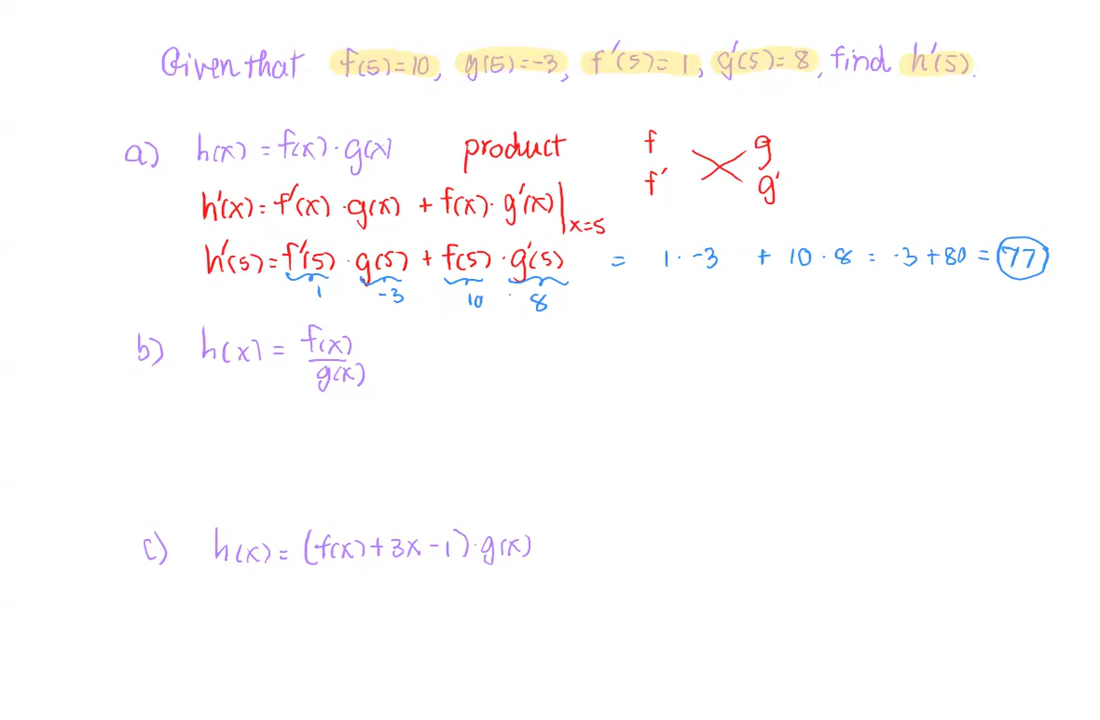 Given that f(5)=10, g(5)=-3, f'(5)=1, g'(5)=8, find h'(5).
a) h(x) = f(x)·g(x) product f g
f' g'
h'(x) = f'(x)·g(x) + f(x)·g'(x)|x=5
h'(5) = f'(5)·g(5) + f(5)·g'(5) = 1·-3 + 10·8 = -3+80 = 77
1 -3 10 8
b) h(x) = f(x)/g(x)
c) h(x) = (f(x)+3x-1)·g(x)